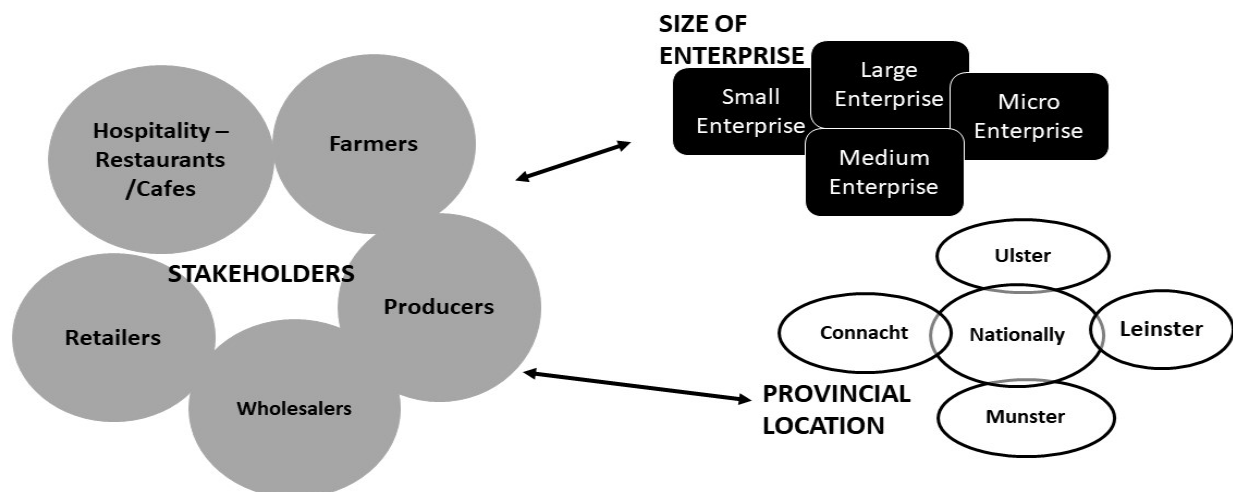 Hospitality –
Restaurants
/Cafes
Farmers
STAKEHOLDERS
Producers
Retailers
Wholesalers
SIZE OF
ENTERPRISE
Small
Enterprise
Large
Enterprise
Micro
Enterprise
Medium
Enterprise
Ulster
Connacht
Nationally
Leinster
Munster
PROVINCIAL
LOCATION